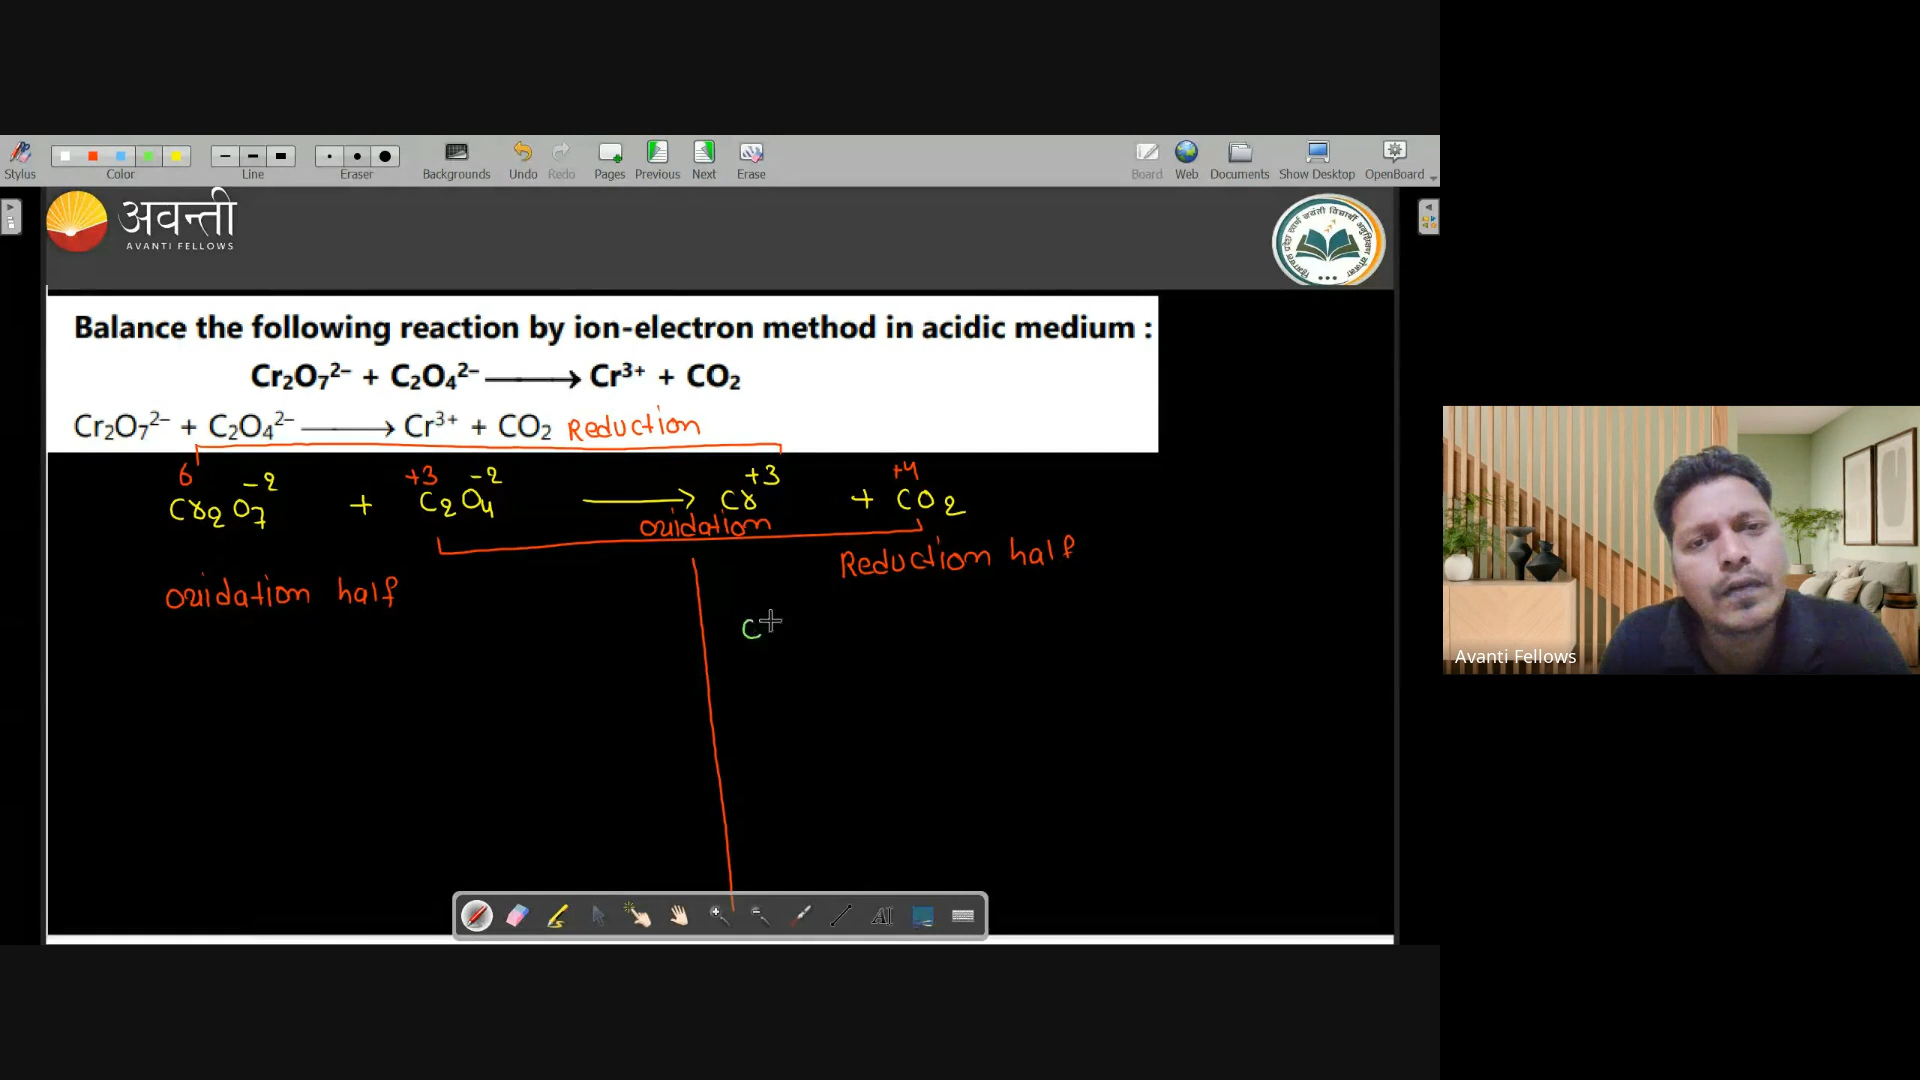 Stylus
Color
Line
Eraser
Backgrounds
Undo
Redo
Pages
Previous
Next
Erase
Board
Web
Documents
Show Desktop
OpenBoard
अवन्ती
AVANTI FELLOWS
Balance the following reaction by ion-electron method in acidic medium :
Cr₂O₇²⁻ + C₂O₄²⁻ ⟶ Cr³⁺ + CO₂
Cr₂O₇²⁻ + C₂O₄²⁻ ⟶ Cr³⁺ + CO₂ Reduction
6 -2 +3 -2 +3 +4
Cr₂O₇ + C₂O₄ ⟶ Cr + CO₂
oxidation
Reduction half
oxidation half
C
AI
Avanti Fellows